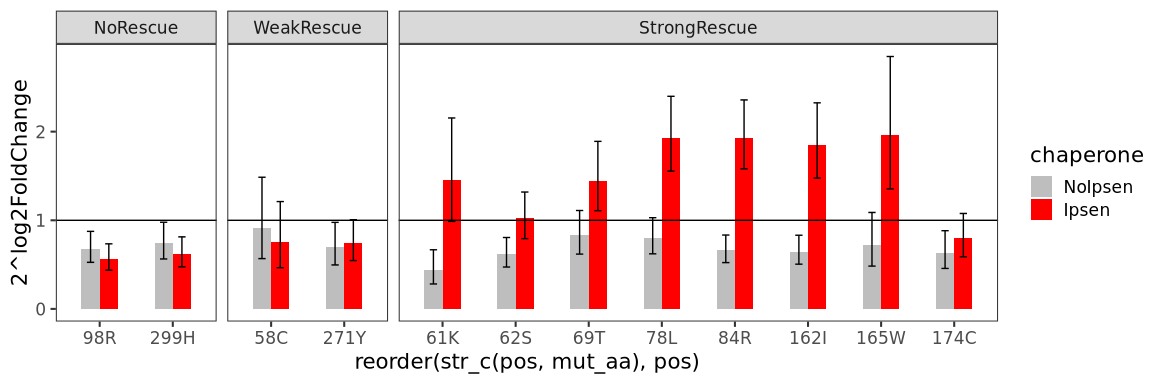 NoRescue WeakRescue StrongRescue
2^log2FoldChange
2
1
0
98R 299H 58C 271Y 61K 62S 69T 78L 84R 162I 165W 174C
reorder(str_c(pos, mut_aa), pos)
chaperone
NoIpsen
Ipsen